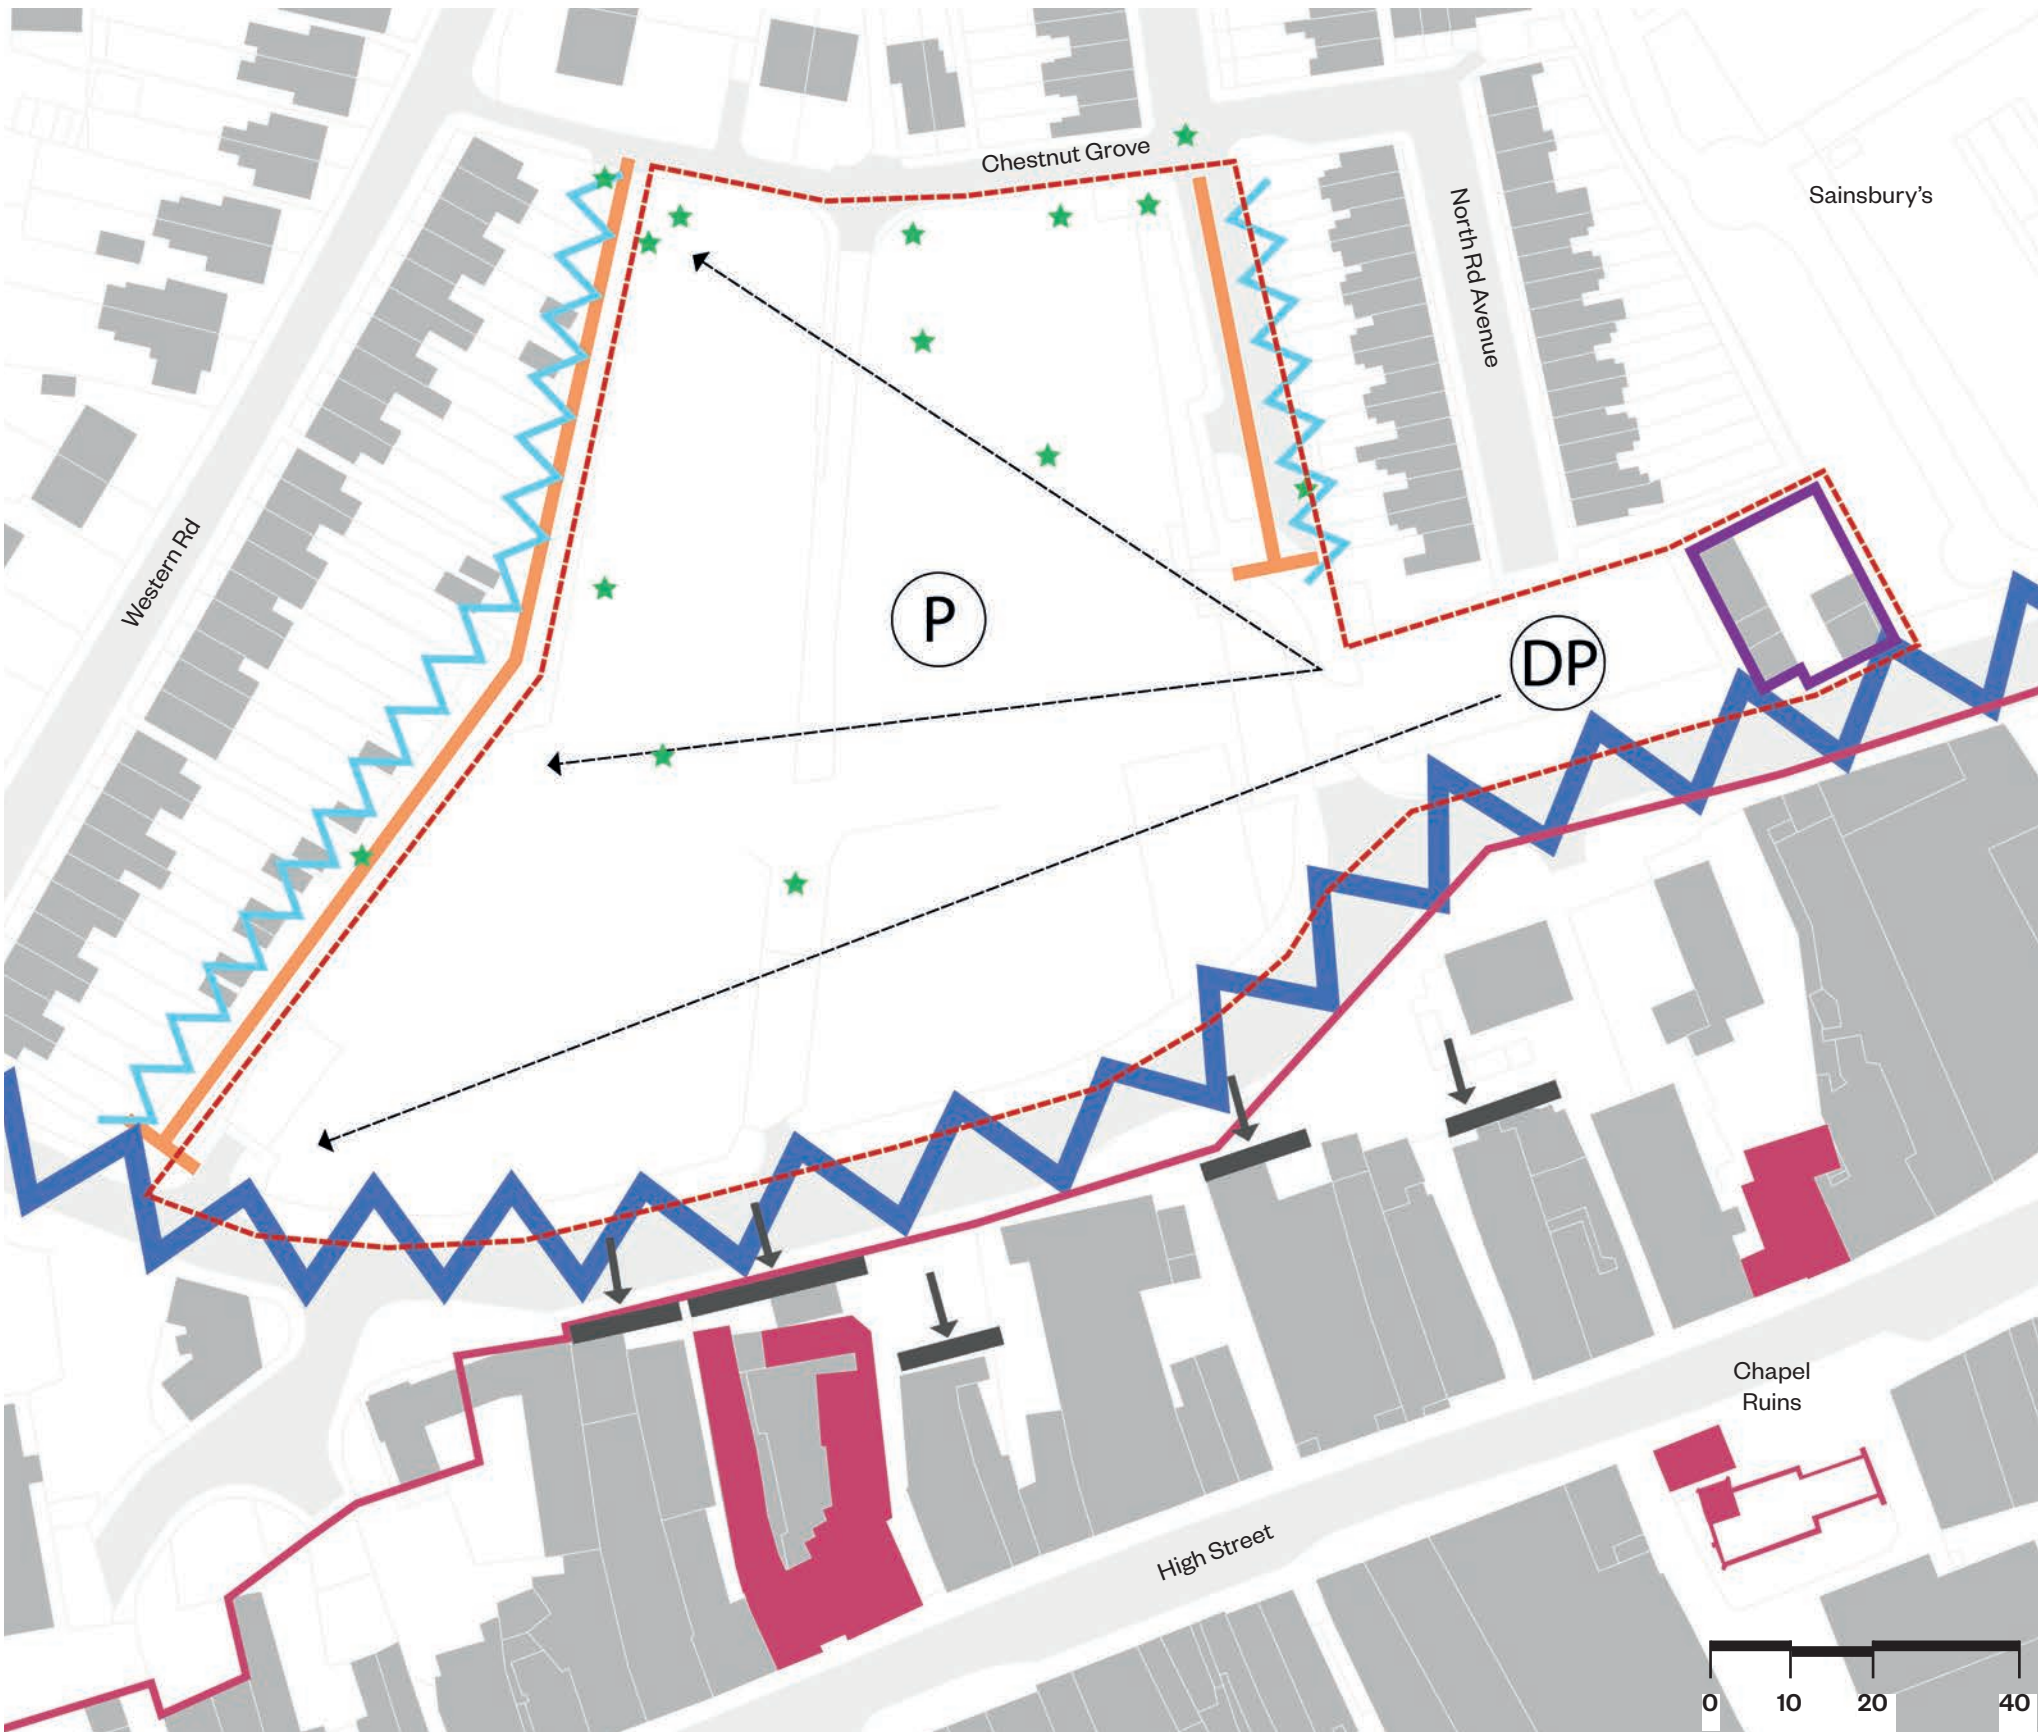 Chestnut Grove
Sainsbury's
North Rd Avenue
Western Rd
P
DP
Chapel
Ruins
High Street
0 10 20 40